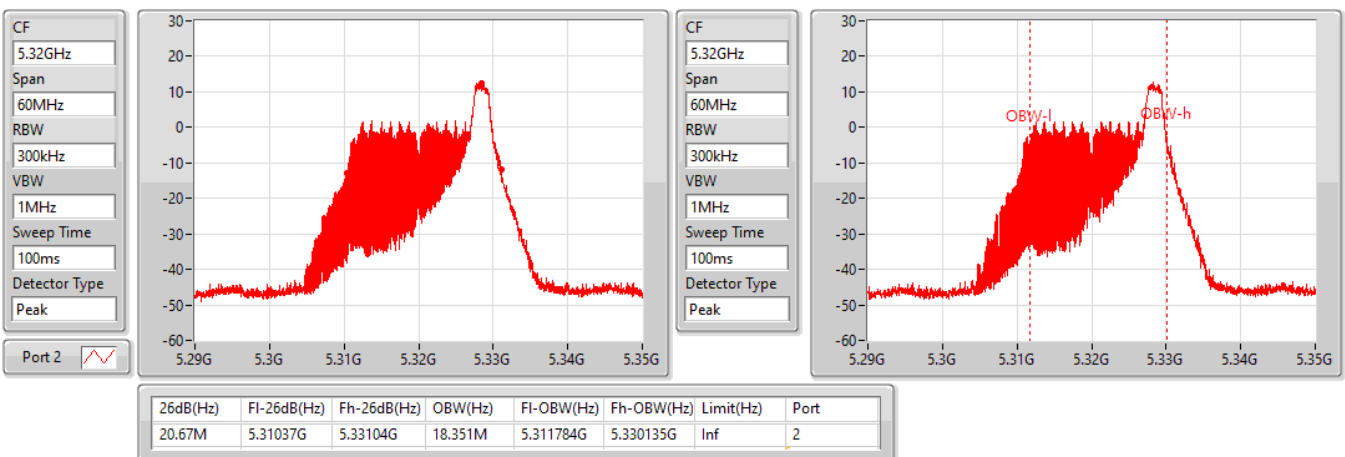 CF
5.32GHz
Span
60MHz
RBW
300kHz
VBW
1MHz
Sweep Time
100ms
Detector Type
Peak
Port 2
30
20
10
0
-10
-20
-30
-40
-50
-60
5.29G 5.3G 5.31G 5.32G 5.33G 5.34G 5.35G
CF
5.32GHz
Span
60MHz
RBW
300kHz
VBW
1MHz
Sweep Time
100ms
Detector Type
Peak
30
20
10
0
-10
-20
-30
-40
-50
-60
OBW-l OBW-h
5.29G 5.3G 5.31G 5.32G 5.33G 5.34G 5.35G
26dB(Hz) Fl-26dB(Hz) Fh-26dB(Hz) OBW(Hz) Fl-OBW(Hz) Fh-OBW(Hz) Limit(Hz) Port
20.67M 5.31037G 5.33104G 18.351M 5.311784G 5.330135G Inf 2